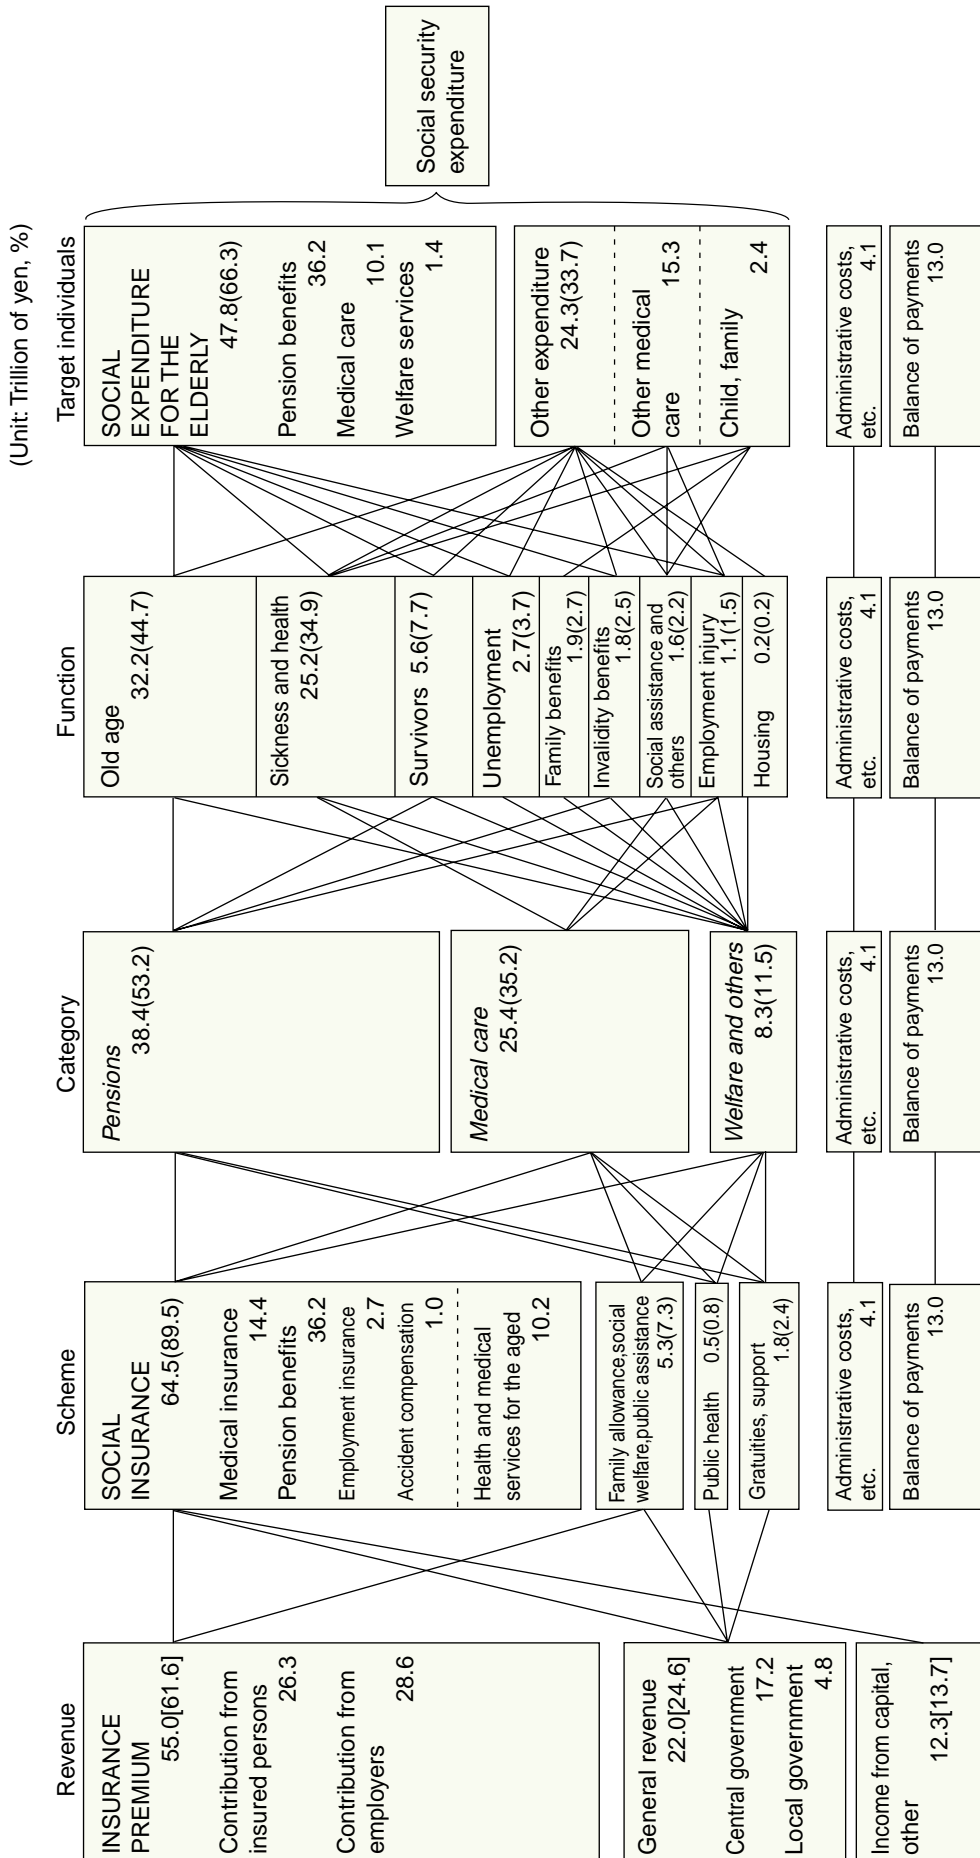 (Unit: Trillion of yen, %)
Revenue
INSURANCE
PREMIUM
55.0[61.6]
Contribution from
insured persons
26.3
Contribution from
employers
28.6
General revenue
22.0[24.6]
Central government
17.2
Local government
4.8
Income from capital,
other
12.3[13.7]
Scheme
SOCIAL
INSURANCE
64.5(89.5)
Medical insurance
14.4
Pension benefits
36.2
Employment insurance
2.7
Accident compensation
1.0
Health and medical
services for the aged
10.2
Family allowance,social
welfare,public assistance
5.3(7.3)
Public health 0.5(0.8)
Gratuities, support
1.8(2.4)
Administrative costs,
etc. 4.1
Balance of payments
13.0
Category
Pensions
38.4(53.2)
Medical care
25.4(35.2)
Welfare and others
8.3(11.5)
Administrative costs,
etc. 4.1
Balance of payments
13.0
Function
Old age
32.2(44.7)
Sickness and health
25.2(34.9)
Survivors 5.6(7.7)
Unemployment
2.7(3.7)
Family benefits
1.9(2.7)
Invalidity benefits
1.8(2.5)
Social assistance and
others 1.6(2.2)
Employment injury
1.1(1.5)
Housing 0.2(0.2)
Administrative costs,
etc. 4.1
Balance of payments
13.0
Target individuals
SOCIAL
EXPENDITURE
FOR THE
ELDERLY
47.8(66.3)
Pension benefits
36.2
Medical care
10.1
Welfare services
1.4
Other expenditure
24.3(33.7)
Other medical
care 15.3
Child, family
2.4
Administrative costs,
etc. 4.1
Balance of payments
13.0
Social security
expenditure